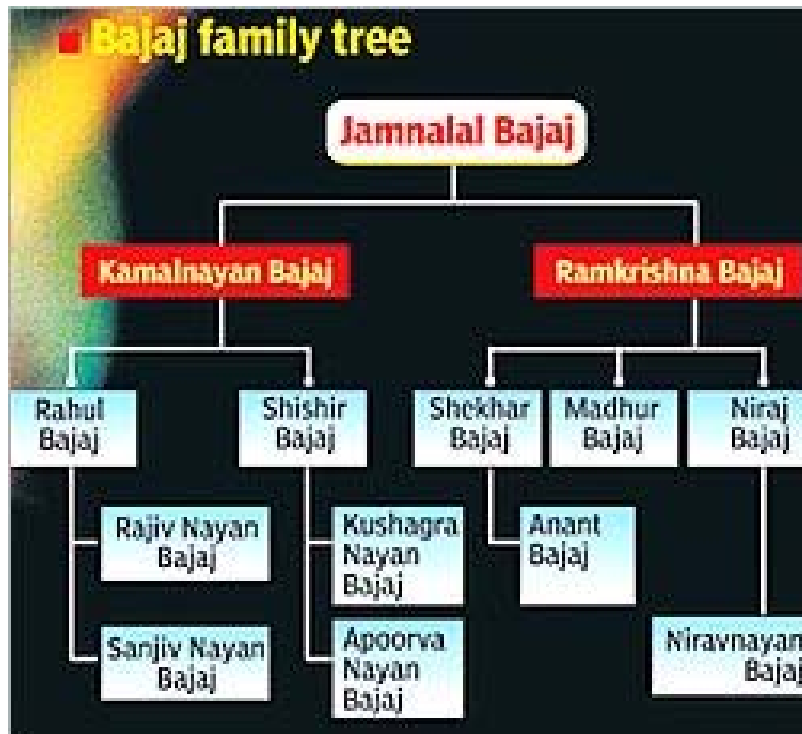 Bajaj family tree
Jamnalal Bajaj
Kamalnayan Bajaj
Ramkrishna Bajaj
Rahul
Bajaj
Shishir
Bajaj
Shekhar
Bajaj
Madhur
Bajaj
Niraj
Bajaj
Rajiv Nayan
Bajaj
Kushagra
Nayan
Bajaj
Anant
Bajaj
Sanjiv Nayan
Bajaj
Apoorva
Nayan
Bajaj
Niravnayan
Bajaj